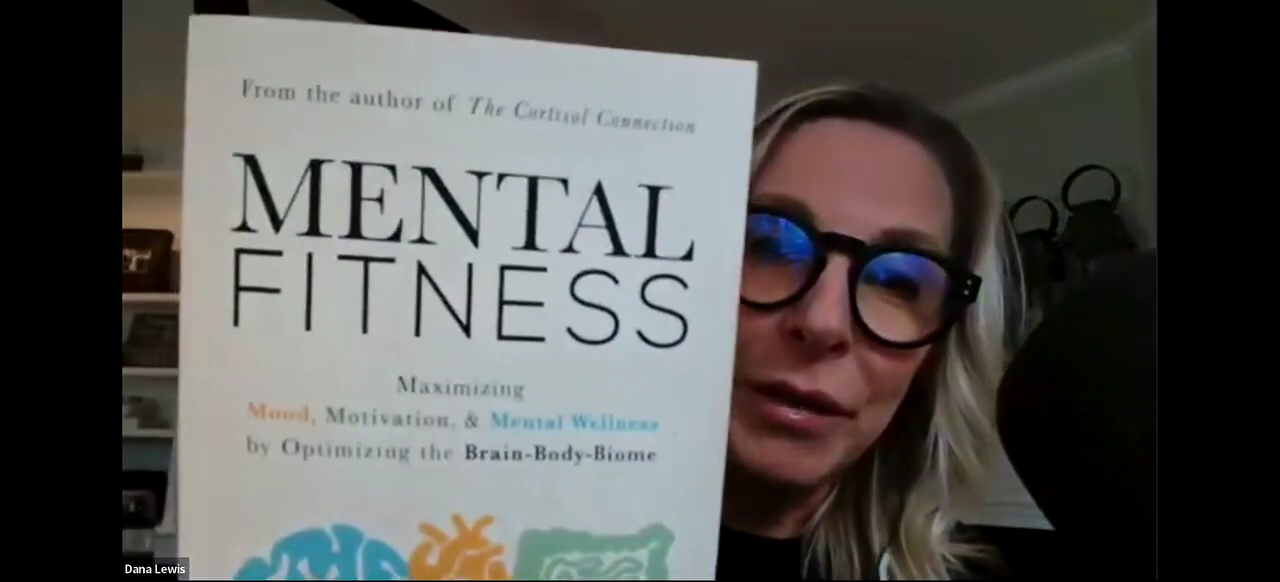 From the author of The Cortisol Connection
MENTAL
FITNESS
Maximizing
Mood, Motivation, & Mental Wellness
by Optimizing the Brain-Body-Biome
Dana Lewis